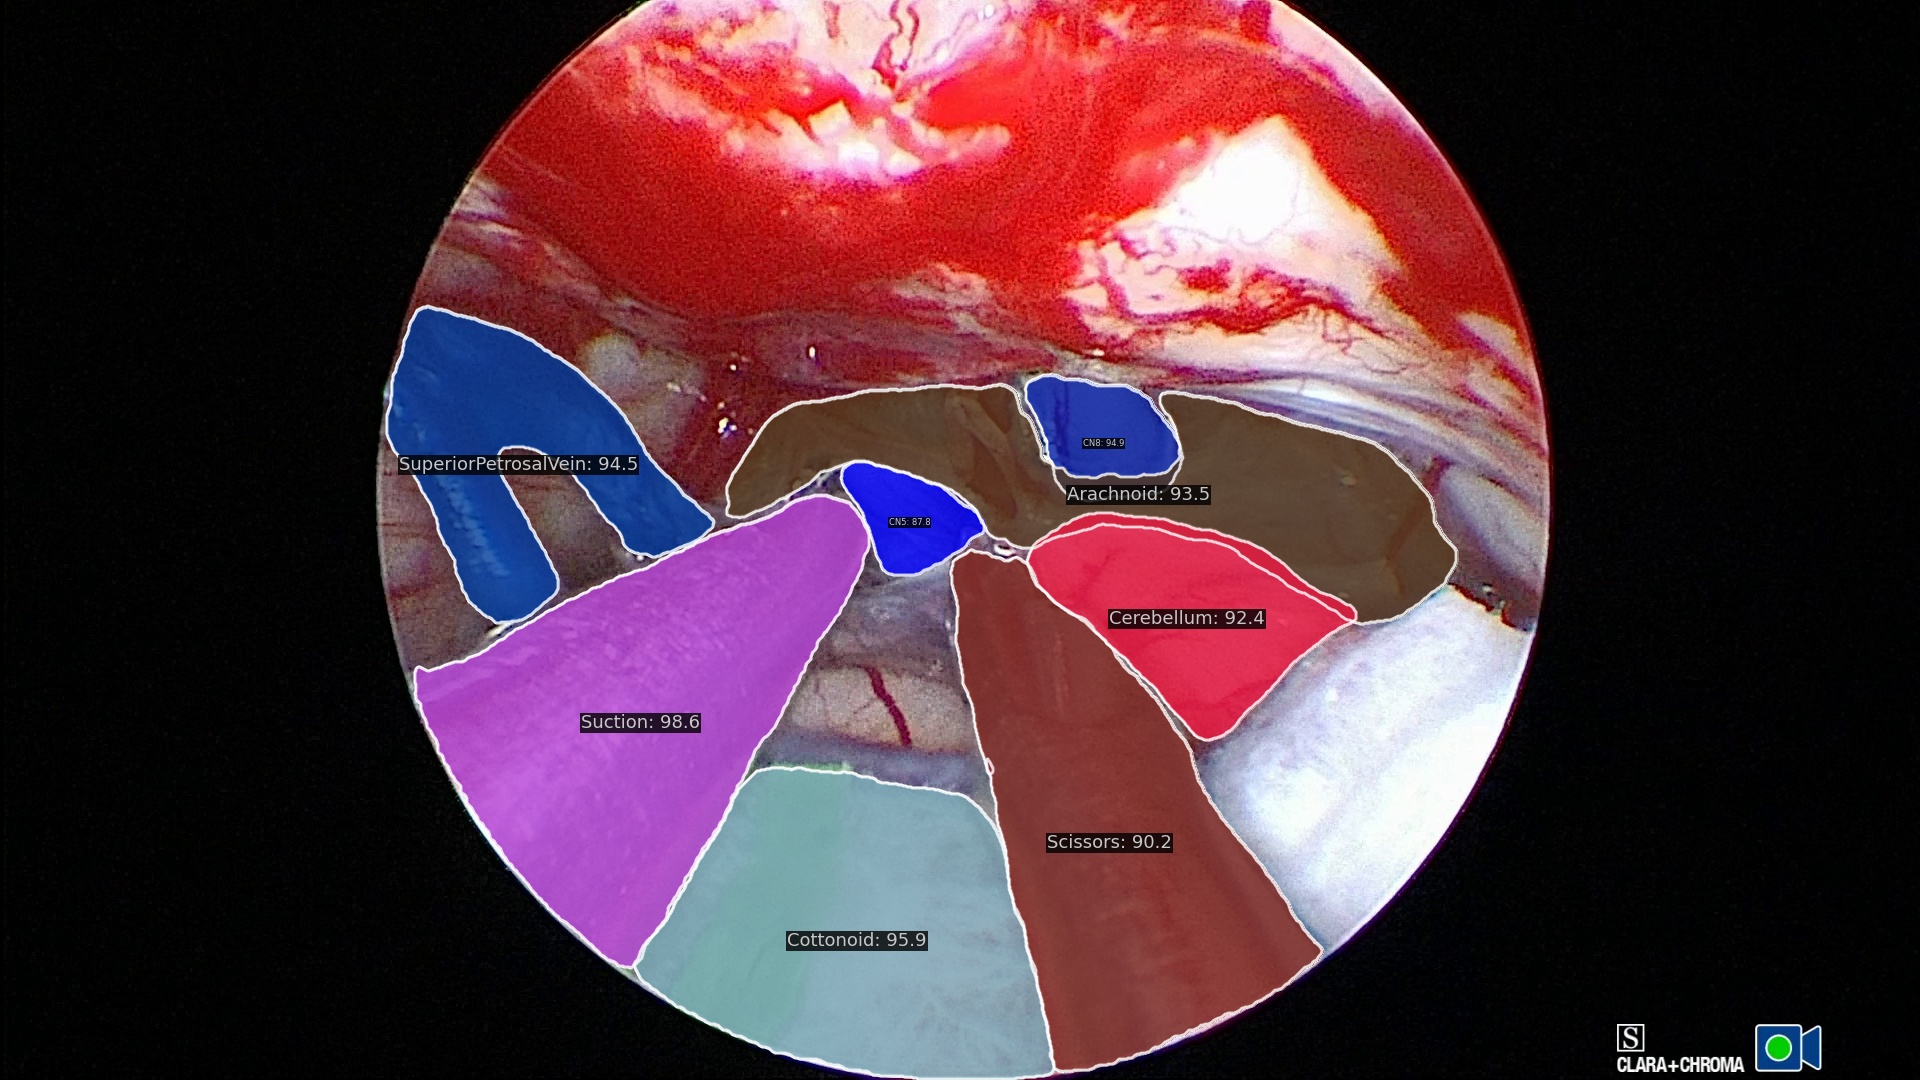 CN8: 94.9
SuperiorPetrosalVein: 94.5
Arachnoid: 93.5
CN5: 87.8
Cerebellum: 92.4
Suction: 98.6
Scissors: 90.2
Cottonoid: 95.9
S
CLARA+CHROMA